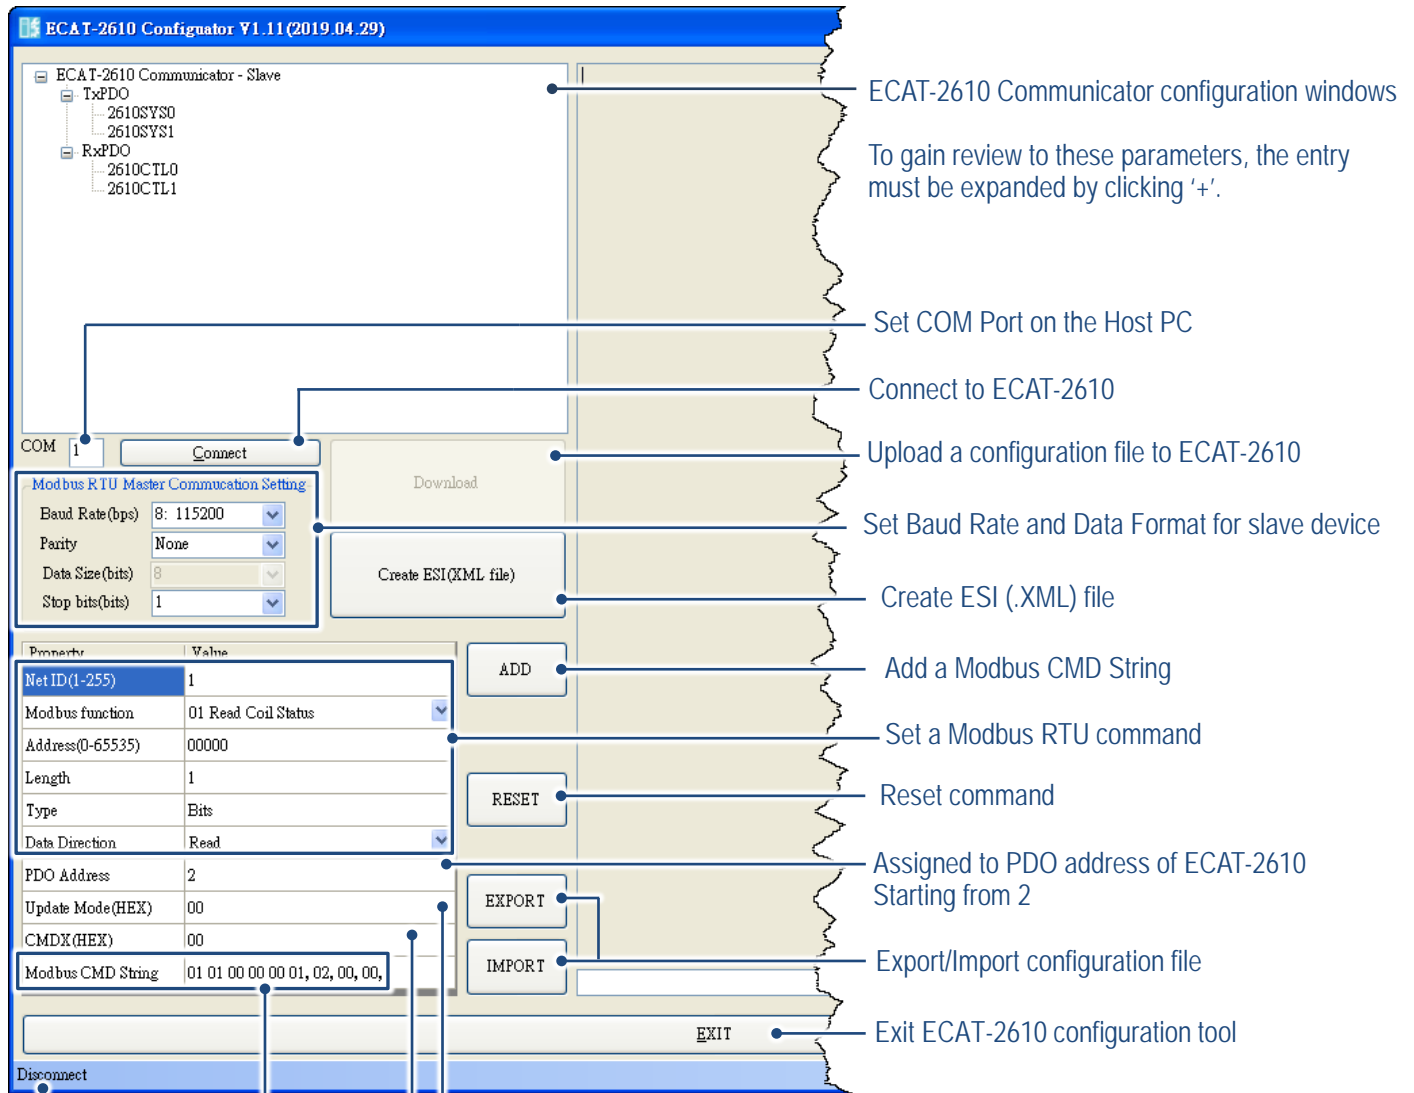 ECAT-2610 Configuator V1.11(2019.04.29)
ECAT-2610 Communicator - Slave
TxPDO
2610SYS0
2610SYS1
RxPDO
2610CTL0
2610CTL1
ECAT-2610 Communicator configuration windows
To gain review to these parameters, the entry
must be expanded by clicking ‘+’.
Set COM Port on the Host PC
Connect to ECAT-2610
COM 1 Connect
Upload a configuration file to ECAT-2610
Modbus RTU Master Commucation Setting
Download
Baud Rate(bps) 8: 115200
Set Baud Rate and Data Format for slave device
Parity None
Data Size(bits) 8
Create ESI(XML file)
Stop bits(bits) 1
Create ESI (.XML) file
Property Value
Net ID(1-255) 1
ADD
Add a Modbus CMD String
Modbus function 01 Read Coil Status
Address(0-65535) 00000
Set a Modbus RTU command
Length 1
Type Bits
RESET
Reset command
Data Direction Read
PDO Address 2
Assigned to PDO address of ECAT-2610
Starting from 2
Update Mode(HEX) 00
EXPORT
CMDX(HEX) 00
Modbus CMD String 01 01 00 00 00 01, 02, 00, 00,
IMPORT
Export/Import configuration file
EXIT
Exit ECAT-2610 configuration tool
Disconnect